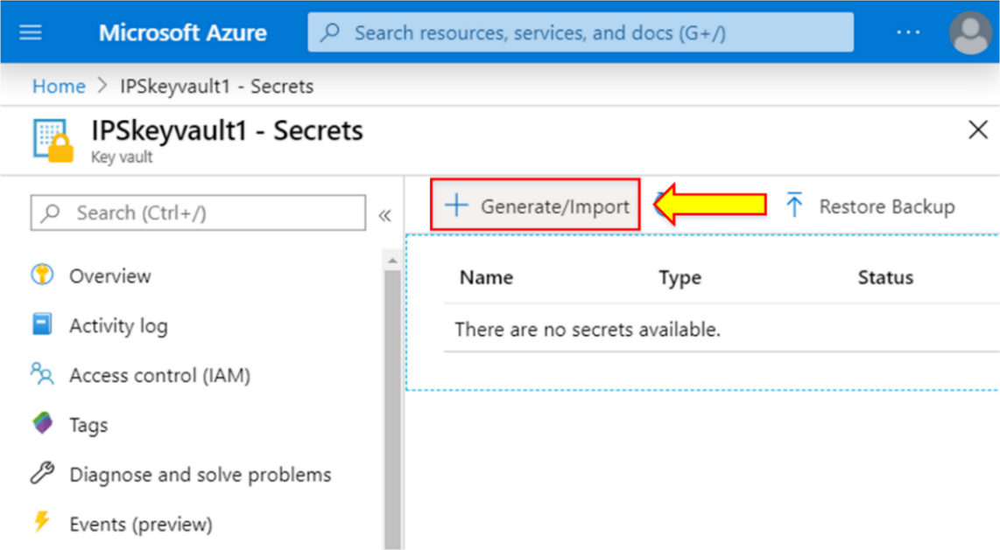 Microsoft Azure
Search resources, services, and docs (G+/)
Home > IPSkeyvault1 - Secrets
IPSkeyvault1 - Secrets
Key vault
Search (Ctrl+/)
Generate/Import
Restore Backup
Overview
Activity log
Access control (IAM)
Tags
Diagnose and solve problems
Events (preview)
Name Type Status
There are no secrets available.